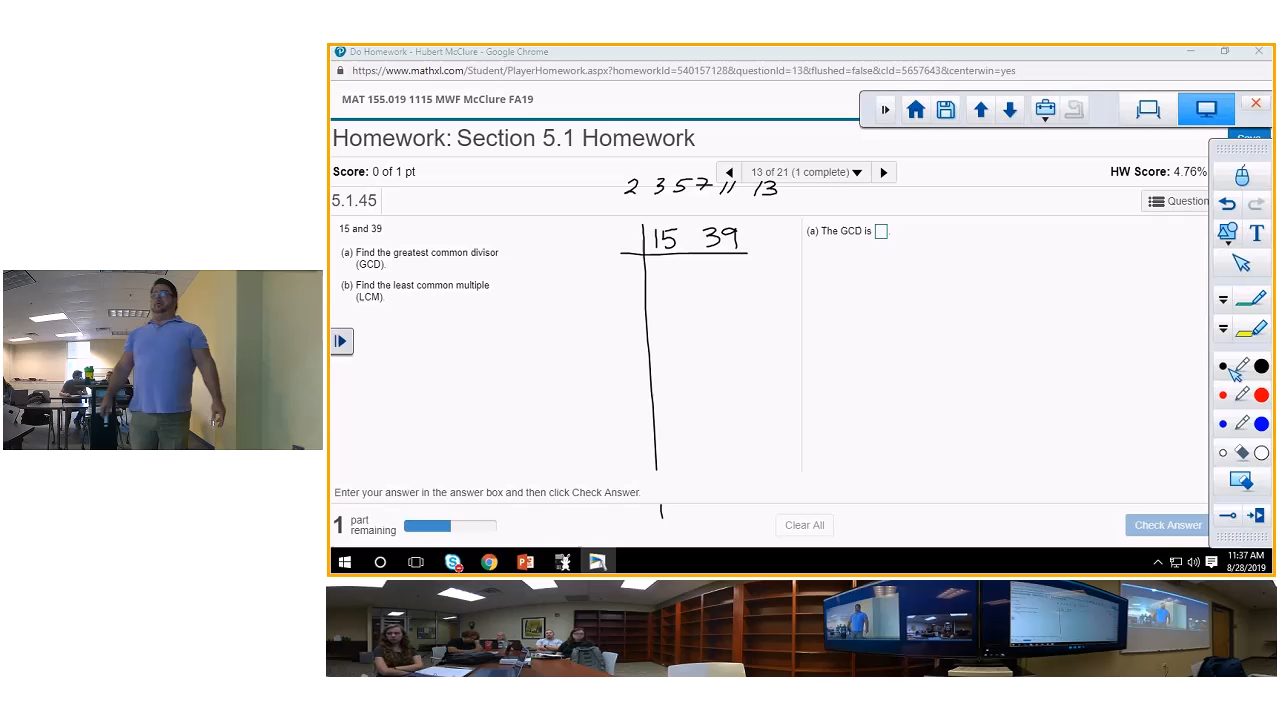 Do Homework - Hubert McClure - Google Chrome
https://www.mathxl.com/Student/PlayerHomework.aspx?homeworkId=540157128&questionId=13&flushed=false&cId=5657643&centerwin=yes
MAT 155.019 1115 MWF McClure FA19
Homework: Section 5.1 Homework
Save
Score: 0 of 1 pt
13 of 21 (1 complete)
HW Score: 4.76%
2 3 5 7 11 13
5.1.45
Question
15 and 39
(a) Find the greatest common divisor
(GCD).
(b) Find the least common multiple
(LCM).
15 39
(a) The GCD is
T
Enter your answer in the answer box and then click Check Answer.
1 part
remaining
Clear All
Check Answer
11:37 AM
8/28/2019